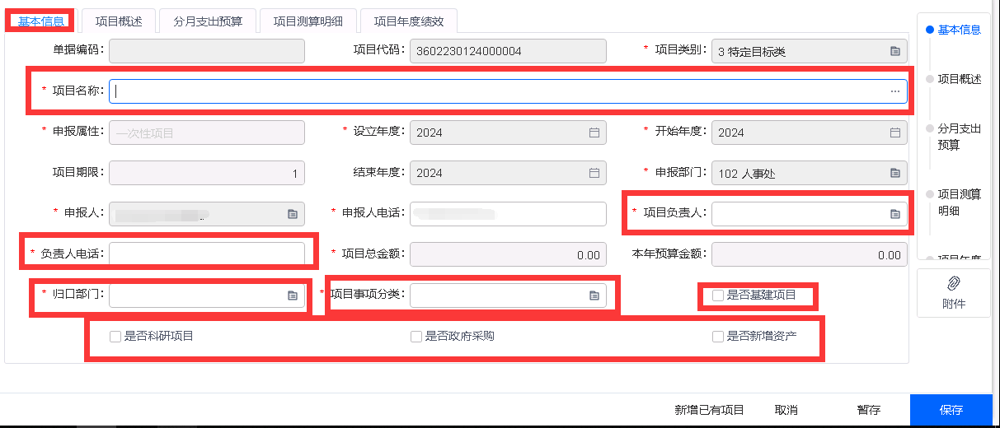 基本信息 项目概述 分月支出预算 项目测算明细 项目年度绩效
单据编码： 项目代码： 3602230124000004 * 项目类别： 3 特定目标类
* 项目名称： ...
* 申报属性： 一次性项目 * 设立年度： 2024 * 开始年度： 2024
项目期限： 1 结束年度： 2024 * 申报部门： 102 人事处
* 申报人： * 申报人电话： * 项目负责人：
* 负责人电话： * 项目总金额： 0.00 本年预算金额： 0.00
* 归口部门： * 项目事项分类： 是否基建项目
是否科研项目 是否政府采购 是否新增资产
基本信息
项目概述
分月支出
预算
项目测算
明细
项目年度
附件
新增已有项目 取消 暂存 保存